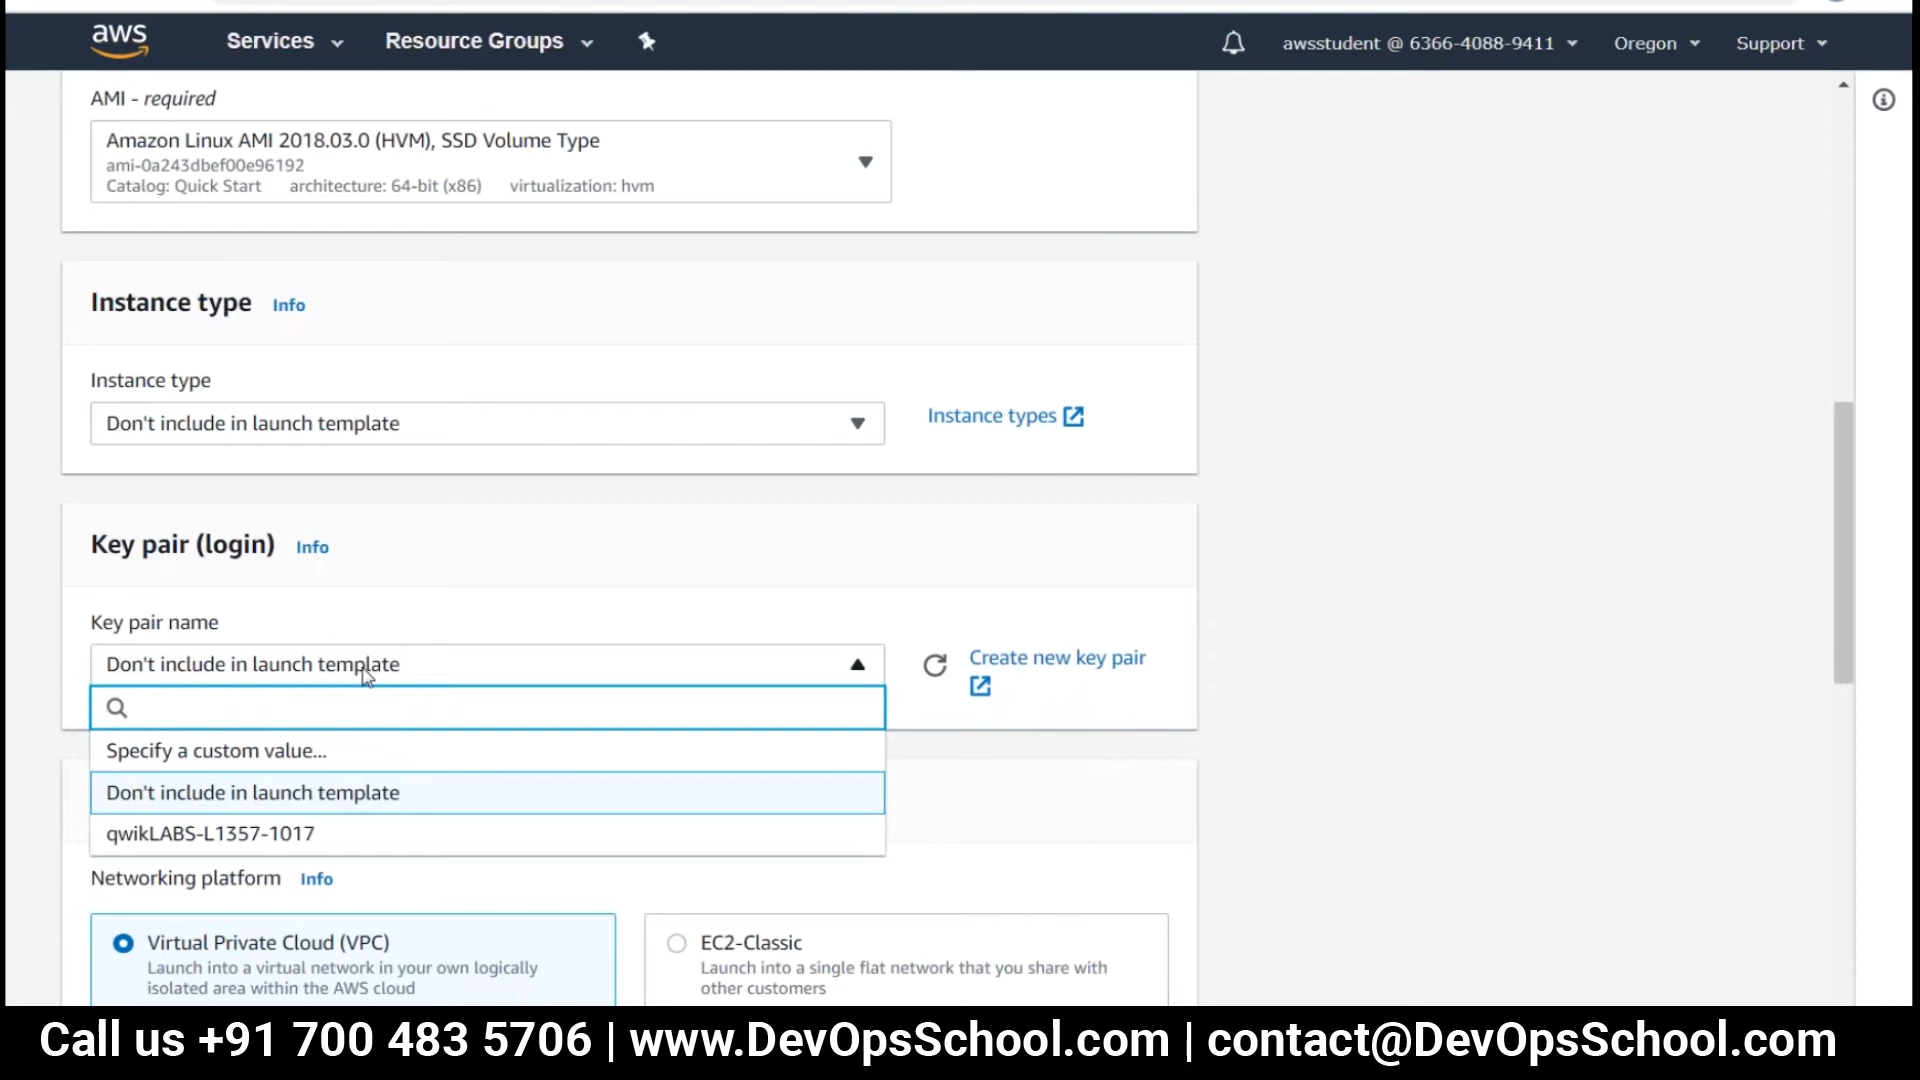 aws
Services
Resource Groups
awsstudent @ 6366-4088-9411
Oregon
Support
AMI - required
Amazon Linux AMI 2018.03.0 (HVM), SSD Volume Type
ami-0a243dbef00e96192
Catalog: Quick Start architecture: 64-bit (x86) virtualization: hvm
Instance type Info
Instance type
Don't include in launch template
Instance types
Key pair (login) Info
Key pair name
Don't include in launch template
Create new key pair
Specify a custom value...
Don't include in launch template
qwikLABS-L1357-1017
Networking platform Info
Virtual Private Cloud (VPC)
Launch into a virtual network in your own logically
isolated area within the AWS cloud
EC2-Classic
Launch into a single flat network that you share with
other customers
Call us +91 700 483 5706 | www.DevOpsSchool.com | contact@DevOpsSchool.com